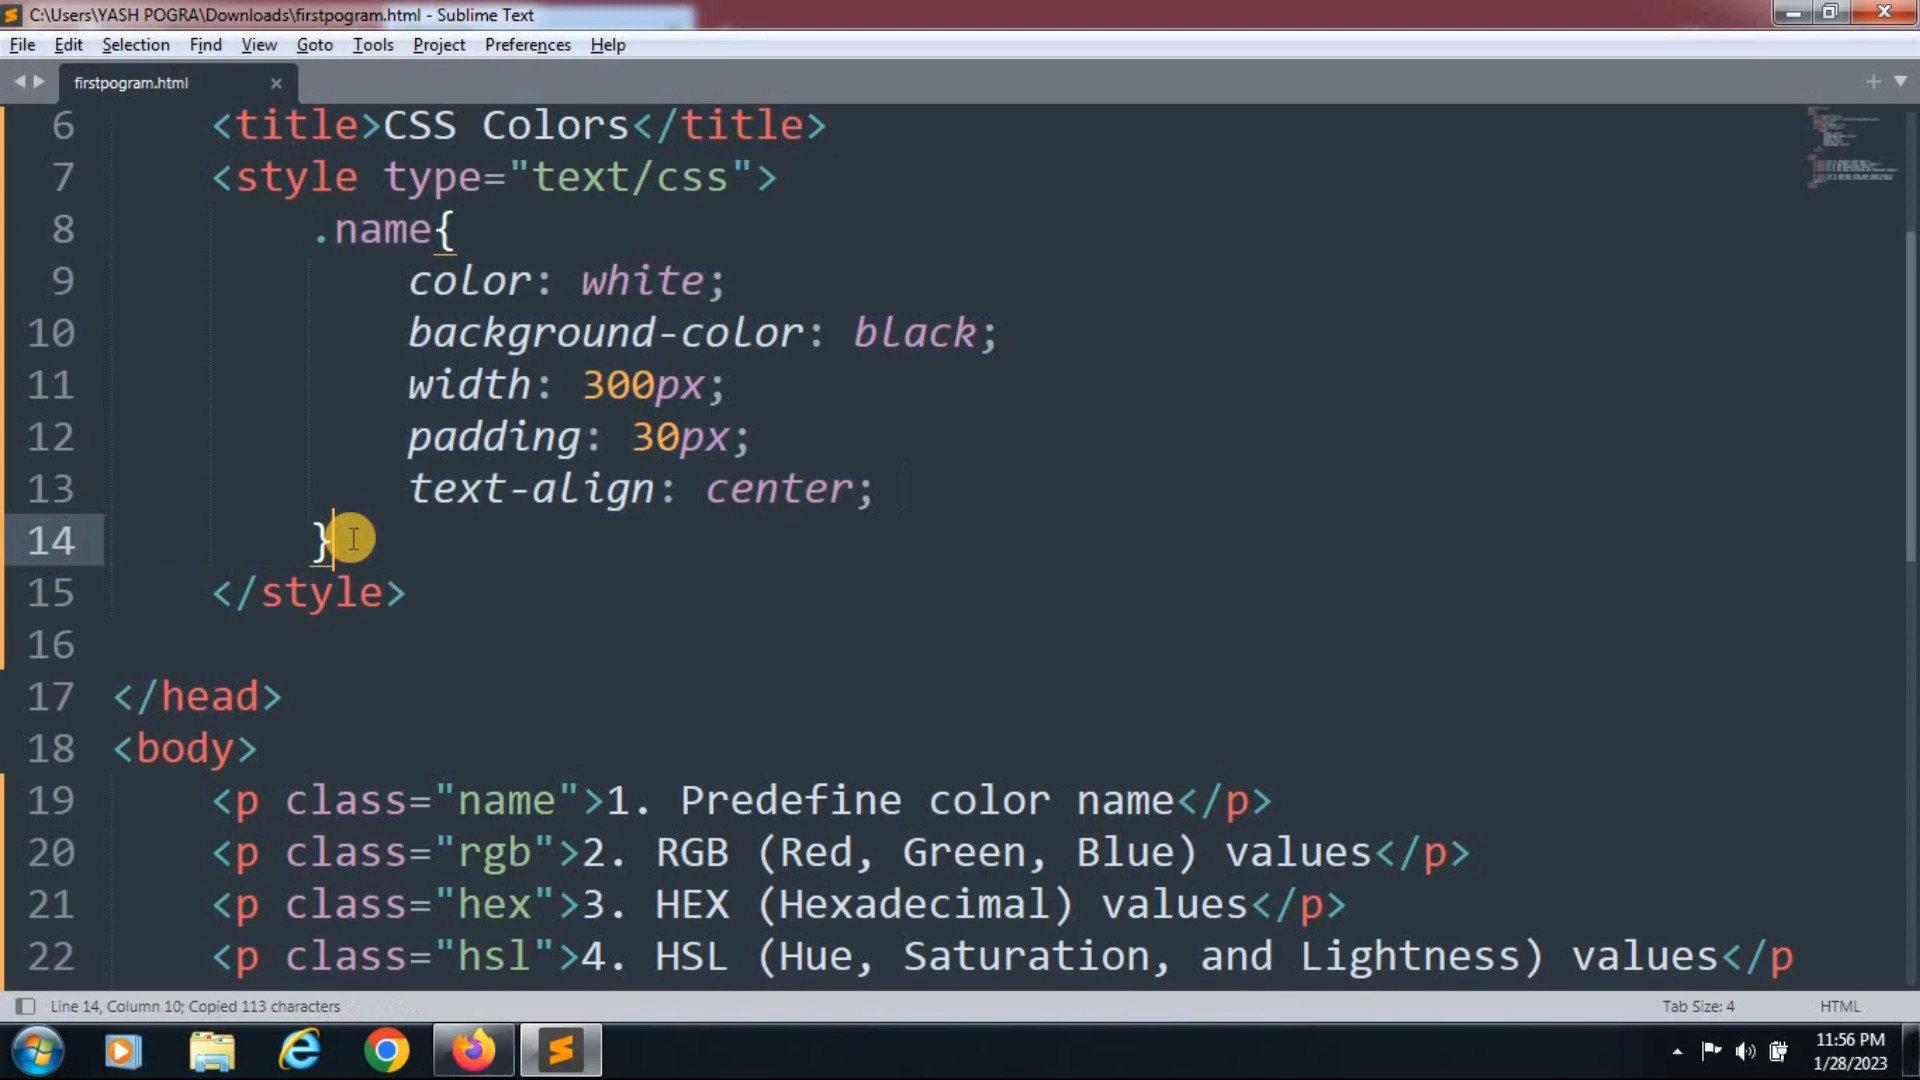 C:\Users\YASH POGRA\Downloads\firstpogram.html - Sublime Text
File Edit Selection Find View Goto Tools Project Preferences Help
firstpogram.html
6 <title>CSS Colors</title>
7 <style type="text/css">
8 .name{
9 color: white;
10 background-color: black;
11 width: 300px;
12 padding: 30px;
13 text-align: center;
14 }
15 </style>
16
17 </head>
18 <body>
19 <p class="name">1. Predefine color name</p>
20 <p class="rgb">2. RGB (Red, Green, Blue) values</p>
21 <p class="hex">3. HEX (Hexadecimal) values</p>
22 <p class="hsl">4. HSL (Hue, Saturation, and Lightness) values</p
Line 14, Column 10; Copied 113 characters Tab Size: 4 HTML
11:56 PM
1/28/2023